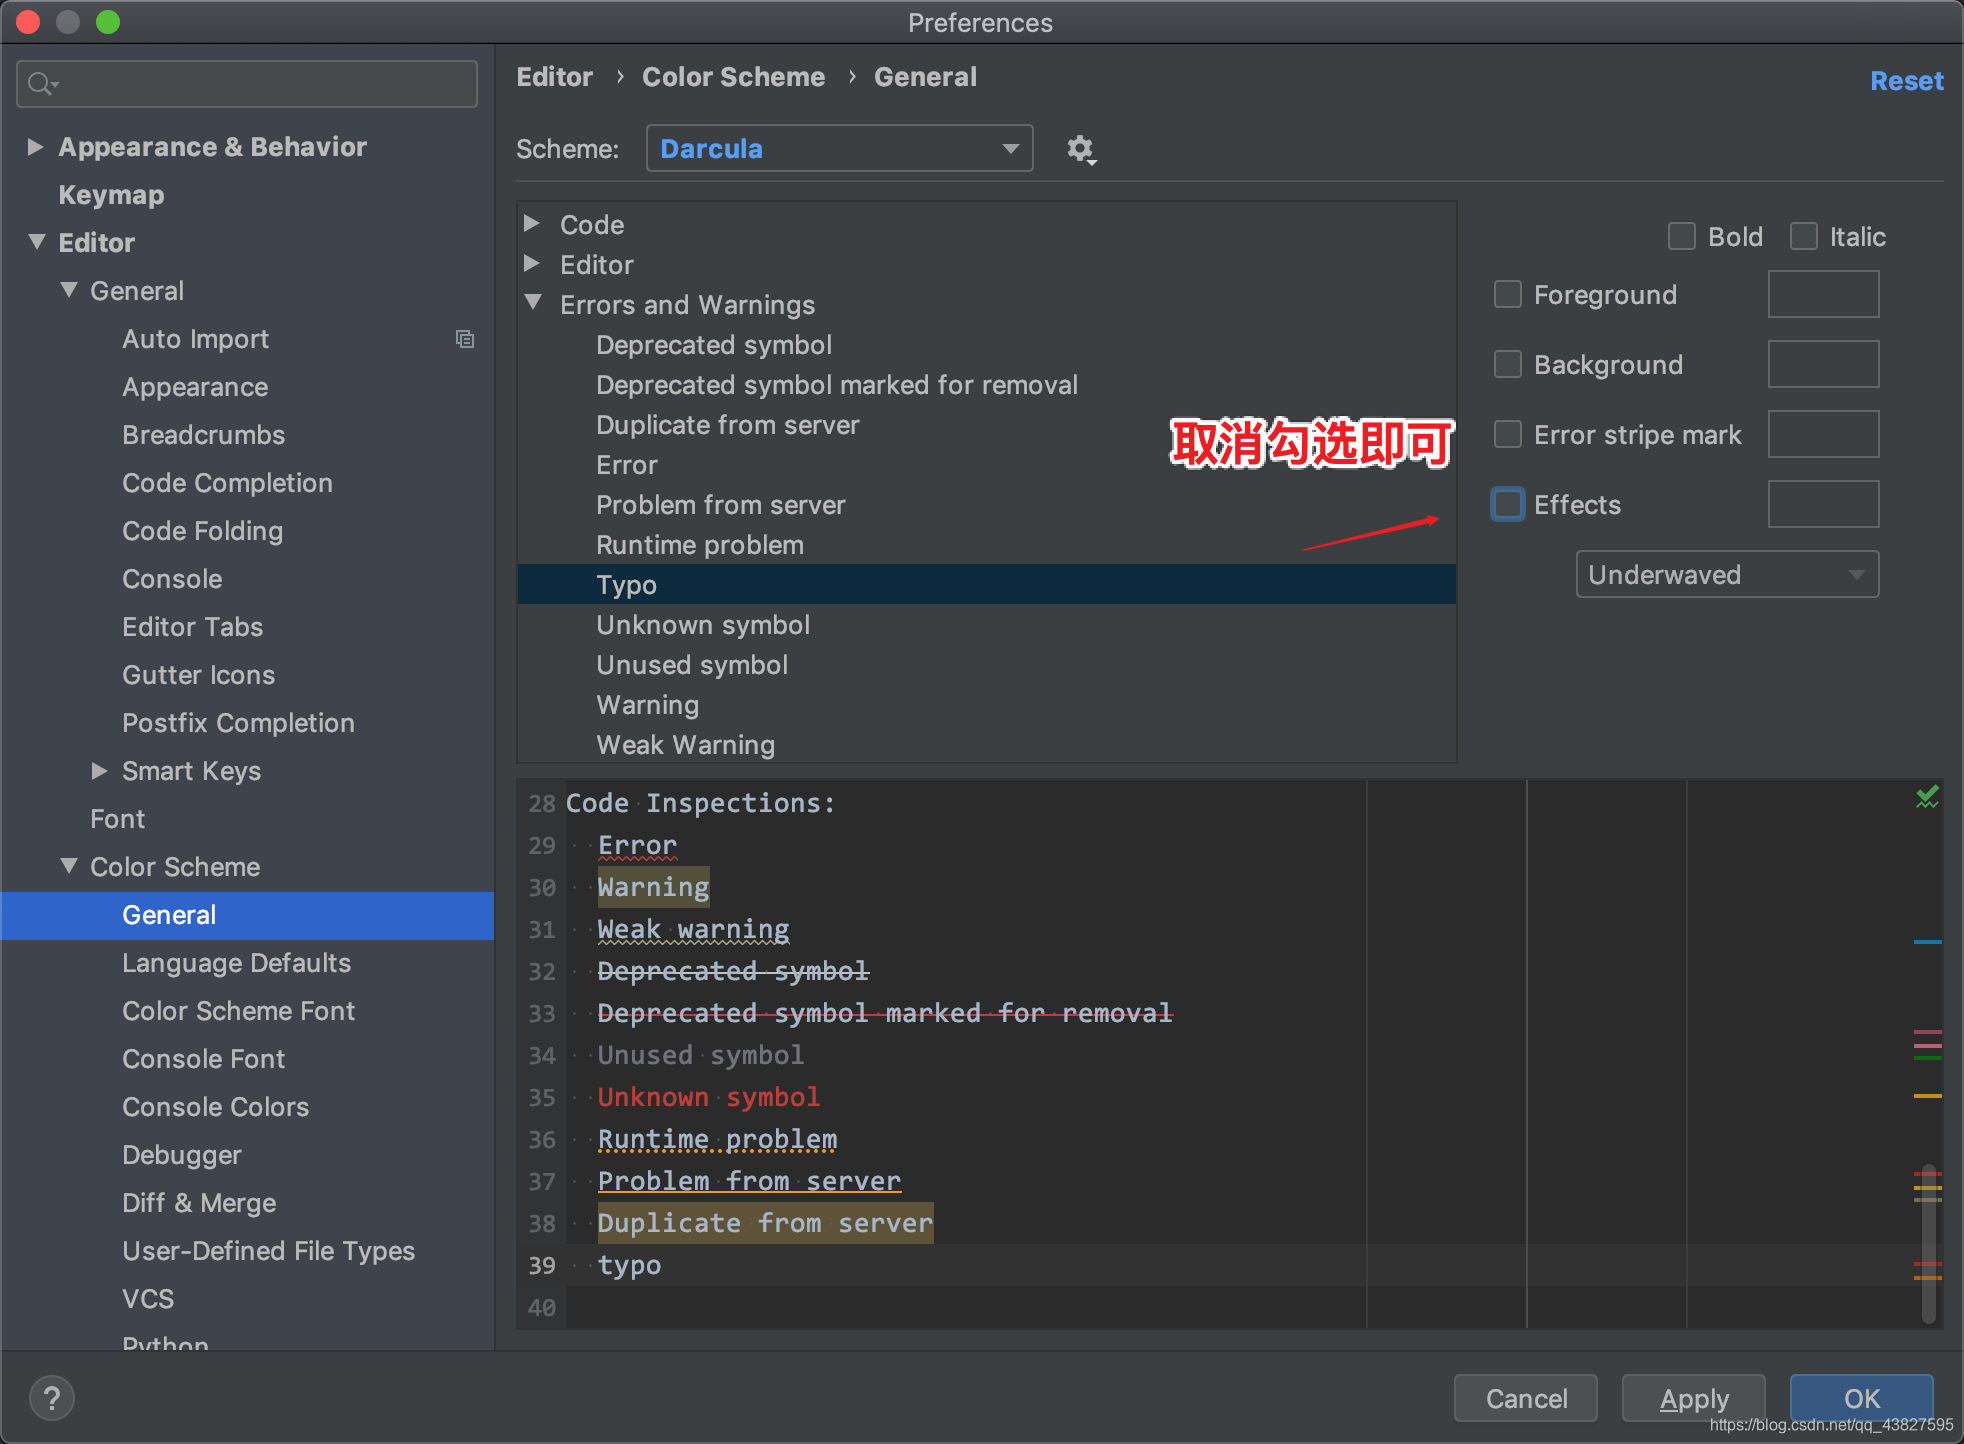 Preferences
Appearance & Behavior
Keymap
Editor
General
Auto Import
Appearance
Breadcrumbs
Code Completion
Code Folding
Console
Editor Tabs
Gutter Icons
Postfix Completion
Smart Keys
Font
Color Scheme
General
Language Defaults
Color Scheme Font
Console Font
Console Colors
Debugger
Diff & Merge
User-Defined File Types
VCS
Python
Editor › Color Scheme › General
Reset
Scheme: Darcula
Code
Editor
Errors and Warnings
Deprecated symbol
Deprecated symbol marked for removal
Duplicate from server
Error
Problem from server
Runtime problem
Typo
Unknown symbol
Unused symbol
Warning
Weak Warning
取消勾选即可
Bold Italic
Foreground
Background
Error stripe mark
Effects
Underwaved
28 Code Inspections:
29 Error
30 Warning
31 Weak warning
32 Deprecated symbol
33 Deprecated symbol marked for removal
34 Unused symbol
35 Unknown symbol
36 Runtime problem
37 Problem from server
38 Duplicate from server
39 typo
40
?
Cancel Apply OK
https://blog.csdn.net/qq_43827595